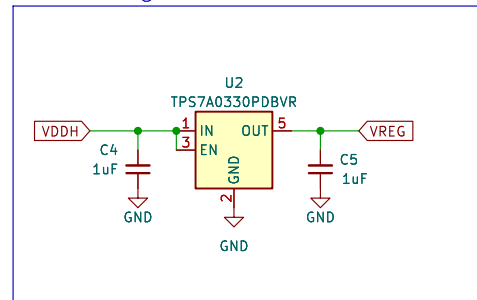 U2
TPS7A0330PDBVR
VDDH
1
IN
OUT
5
VREG
3
EN
C4
1uF
GND
C5
1uF
2
GND
GND
GND